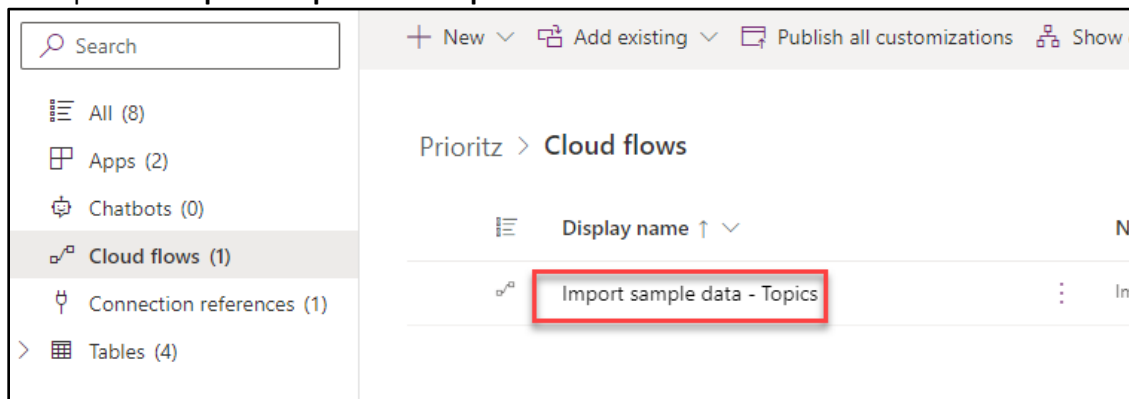 Search
New
Add existing
Publish all customizations
Show
All (8)
Apps (2)
Chatbots (0)
Cloud flows (1)
Connection references (1)
Tables (4)
Prioritz > Cloud flows
Display name ↑
Import sample data - Topics